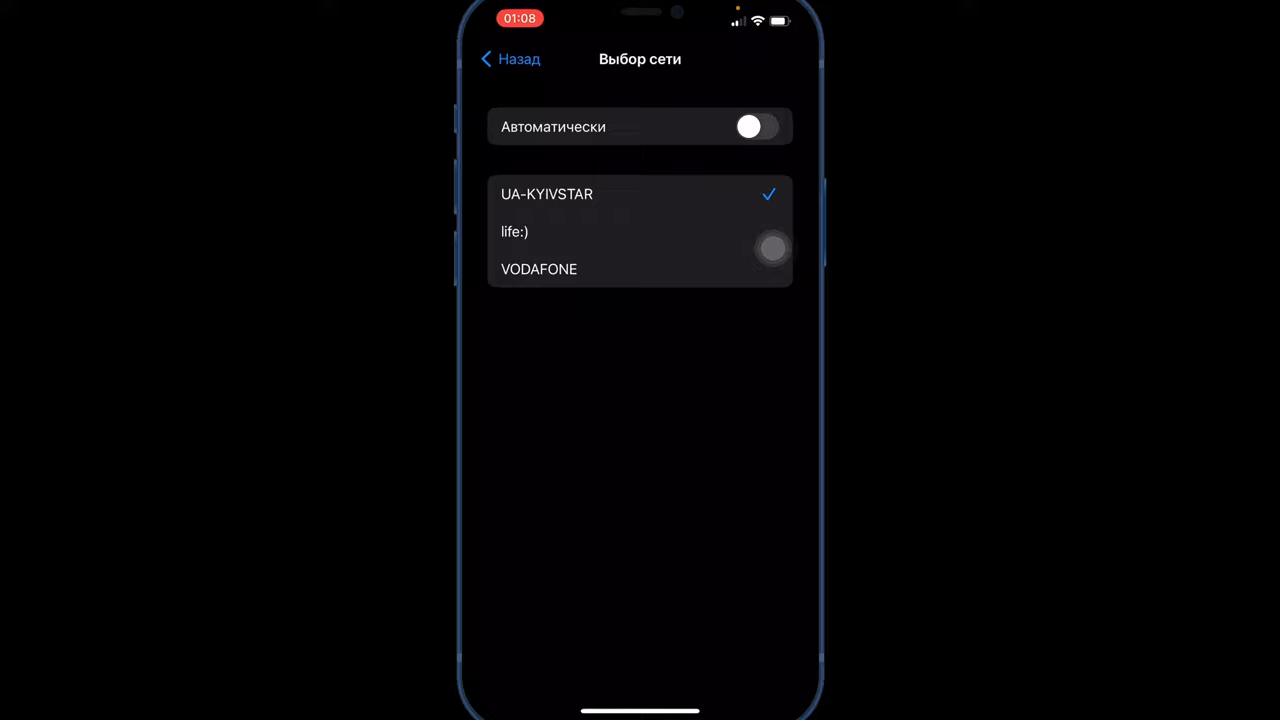 01:08
Назад
Выбор сети
Автоматически
UA-KYIVSTAR
life:)
VODAFONE